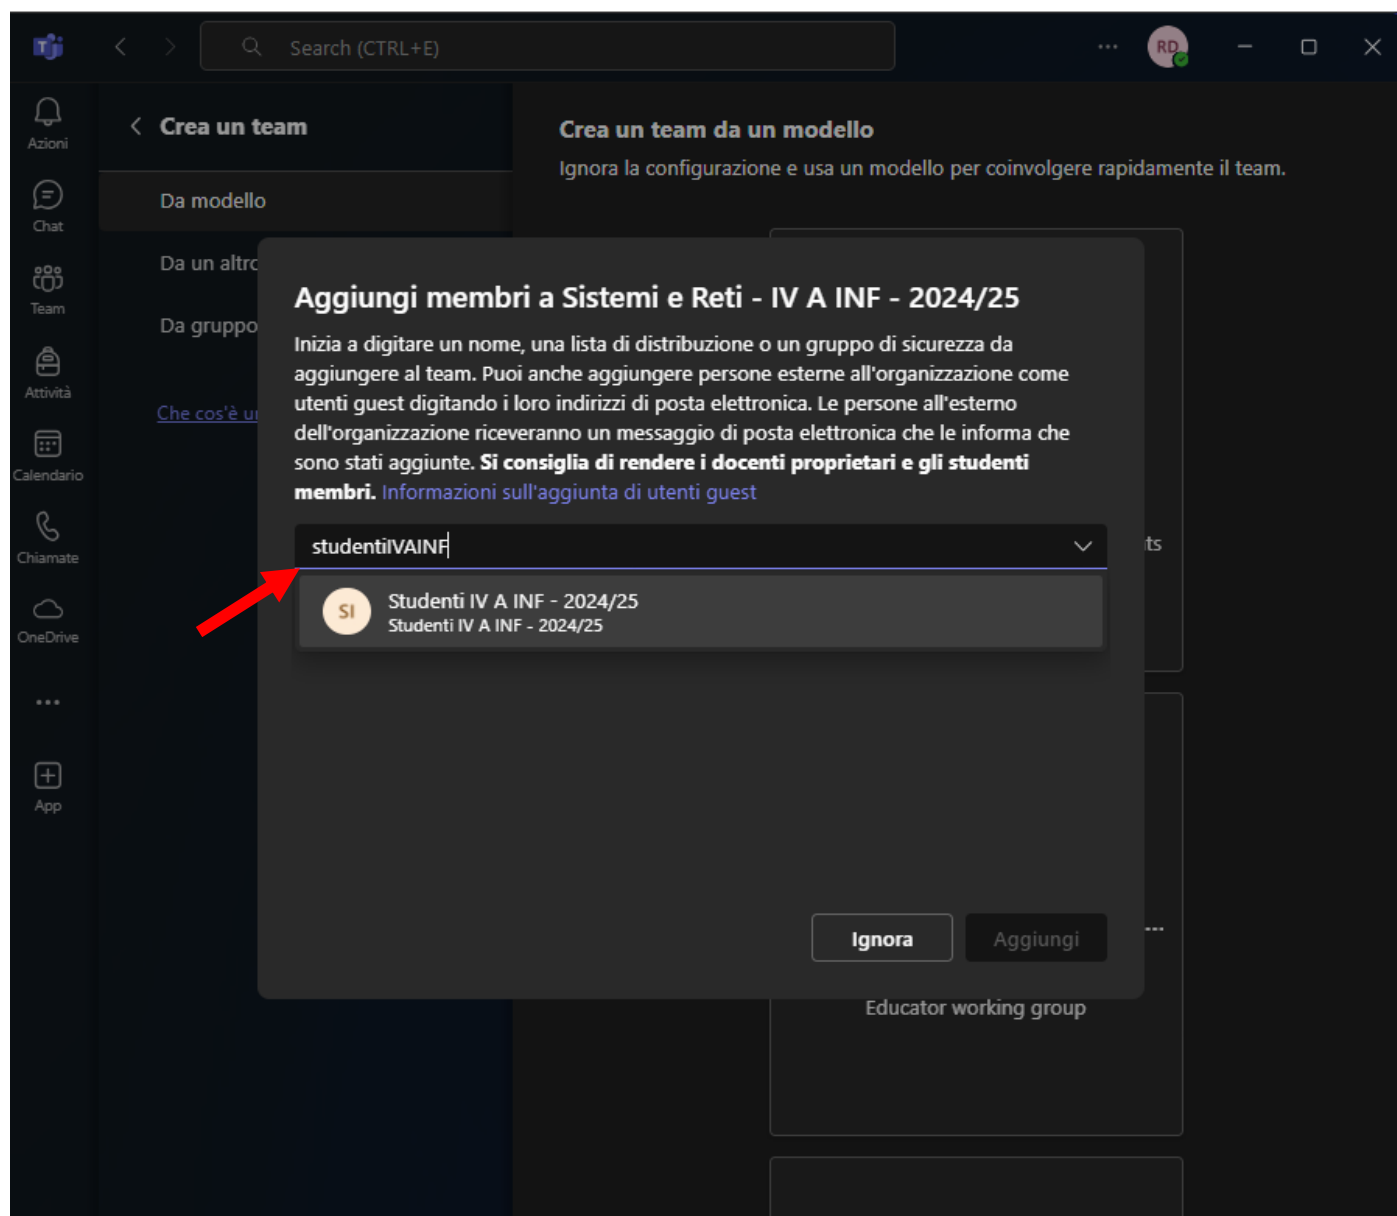 Search (CTRL+E)
RD
Azioni
Chat
Team
Attività
Calendario
Chiamate
OneDrive
App
Crea un team
Da modello
Da un altro
Da gruppo
Che cos'è un
Crea un team da un modello
Ignora la configurazione e usa un modello per coinvolgere rapidamente il team.
Aggiungi membri a Sistemi e Reti - IV A INF - 2024/25
Inizia a digitare un nome, una lista di distribuzione o un gruppo di sicurezza da
aggiungere al team. Puoi anche aggiungere persone esterne all'organizzazione come
utenti guest digitando i loro indirizzi di posta elettronica. Le persone all'esterno
dell'organizzazione riceveranno un messaggio di posta elettronica che le informa che
sono stati aggiunte. Si consiglia di rendere i docenti proprietari e gli studenti
membri. Informazioni sull'aggiunta di utenti guest
studentiIVAINF
SI
Studenti IV A INF - 2024/25
Studenti IV A INF - 2024/25
Ignora
Aggiungi
ts
Educator working group